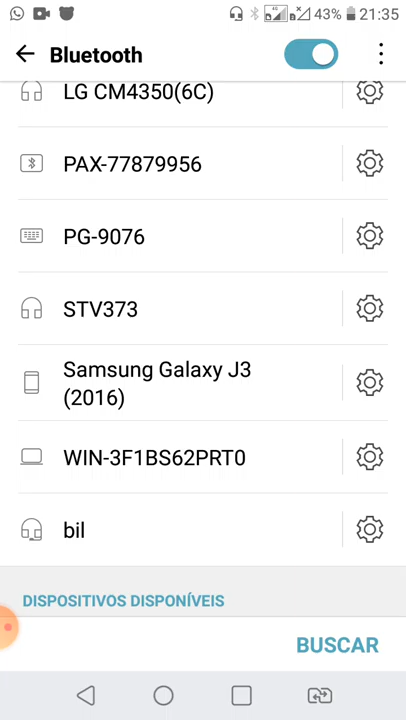 43% 21:35
Bluetooth
LG CM4350(6C)
PAX-77879956
PG-9076
STV373
Samsung Galaxy J3
(2016)
WIN-3F1BS62PRT0
bil
DISPOSITIVOS DISPONÍVEIS
BUSCAR